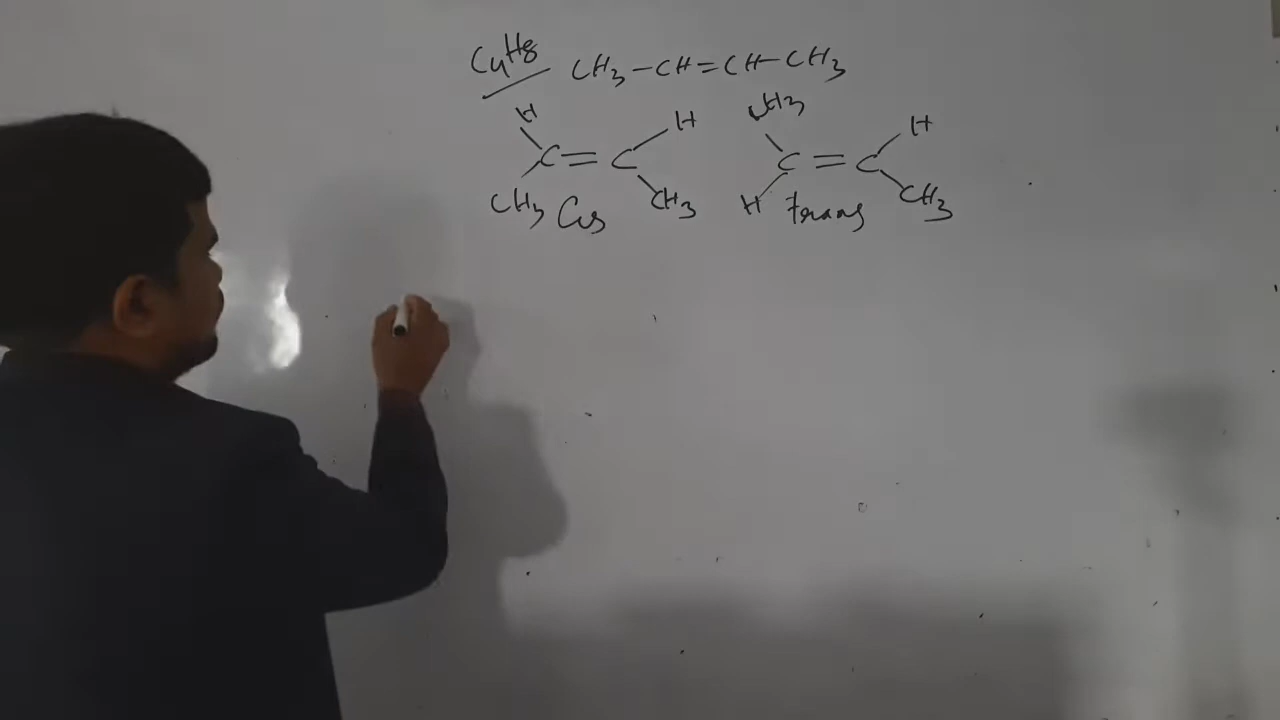 C4H8 CH3-CH=CH-CH3
H H CH3 H
C=C C=C
CH3 Cis CH3 H trans CH3